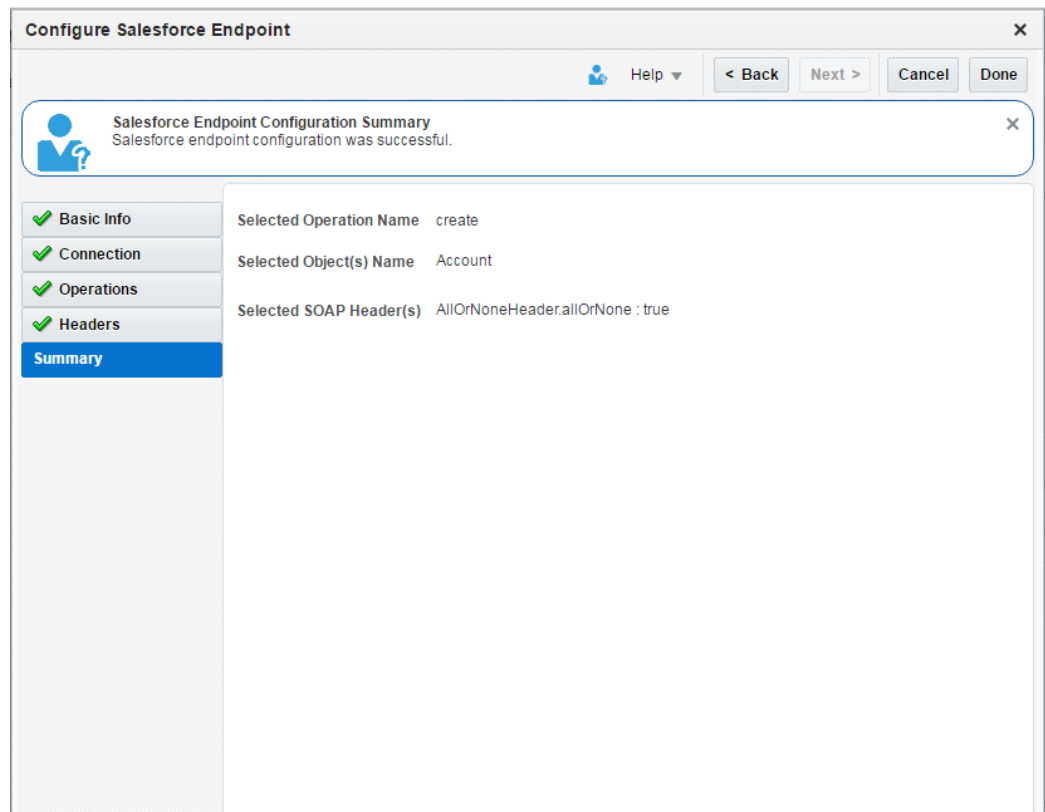 Configure Salesforce Endpoint
Help
< Back
Next >
Cancel
Done
Salesforce Endpoint Configuration Summary
Salesforce endpoint configuration was successful.
Basic Info
Connection
Operations
Headers
Summary
Selected Operation Name create
Selected Object(s) Name Account
Selected SOAP Header(s) AllOrNoneHeader.allOrNone : true